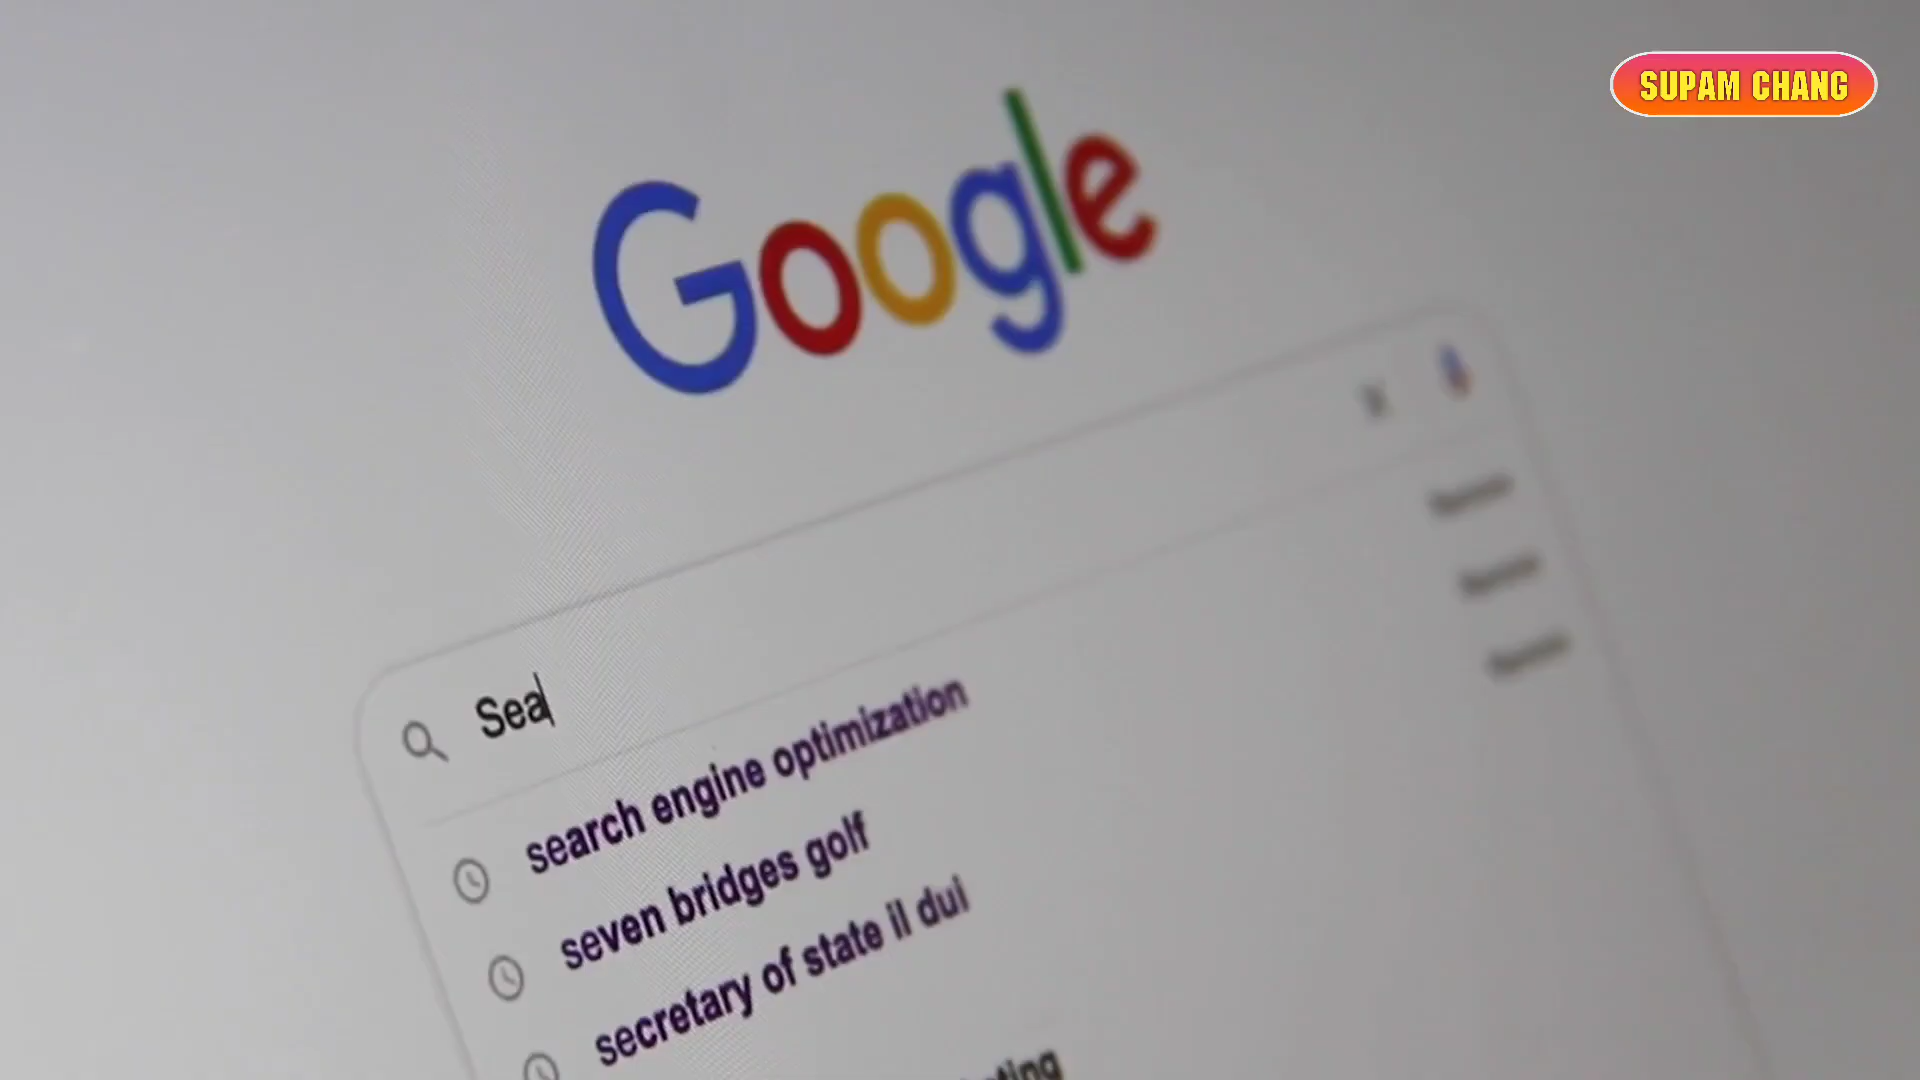 SUPAM CHANG
Google
Sea
search engine optimization
seven bridges golf
secretary of state il dui